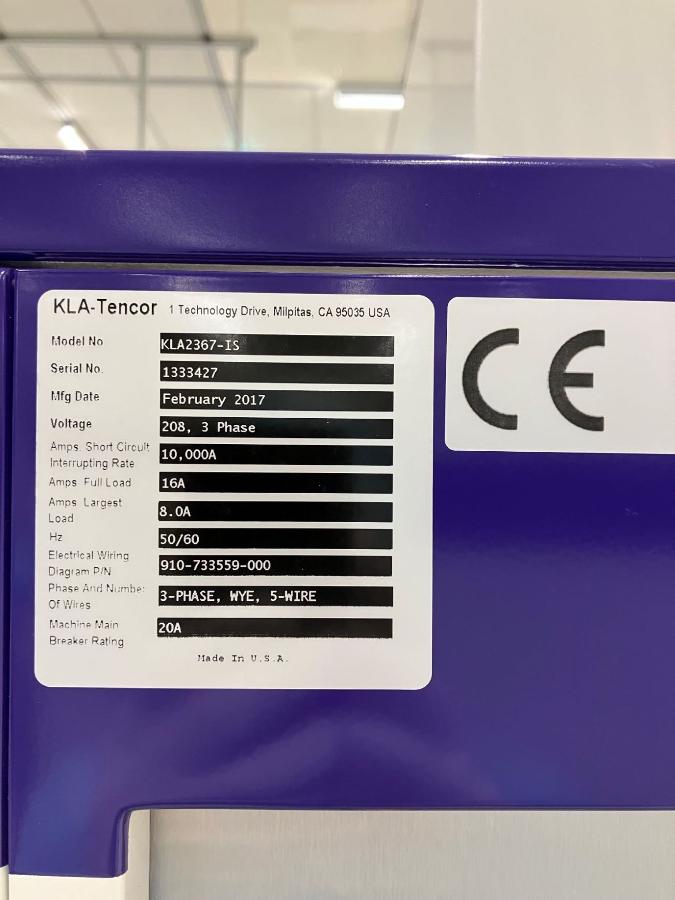 KLA-Tencor 1 Technology Drive, Milpitas, CA 95035 USA
Model No KLA2367-IS
Serial No. 1333427
Mfg Date February 2017
Voltage 208, 3 Phase
Amps. Short Circuit
Interrupting Rate 10,000A
Amps. Full Load 16A
Amps. Largest
Load 8.0A
Hz 50/60
Electrical Wiring
Diagram P/N 910-733559-000
Phase And Number
Of Wires 3-PHASE, WYE, 5-WIRE
Machine Main
Breaker Rating 20A
Made In U.S.A.
CE